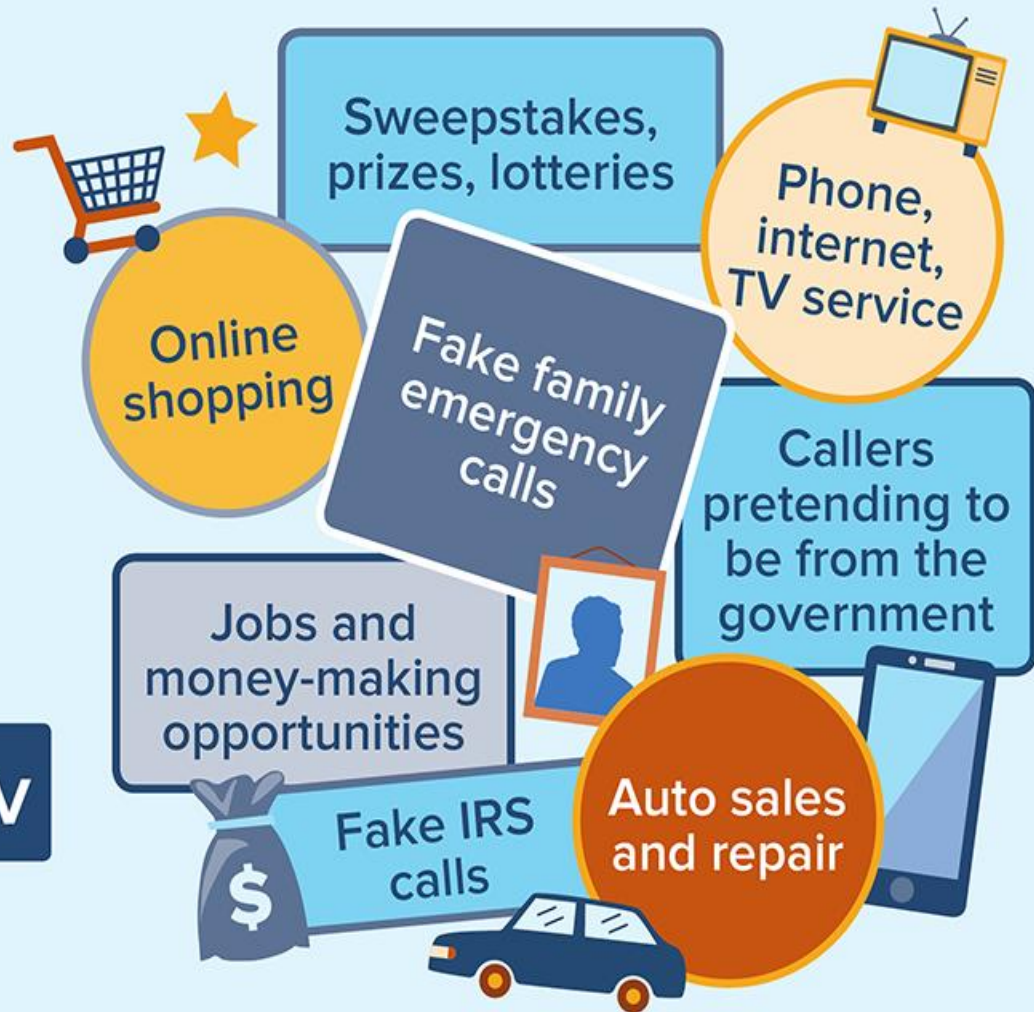 Sweepstakes,
prizes, lotteries
Phone,
internet,
TV service
Online
shopping
Fake family
emergency
calls
Callers
pretending to
be from the
government
Jobs and
money-making
opportunities
V
Fake IRS
calls
$
Auto sales
and repair